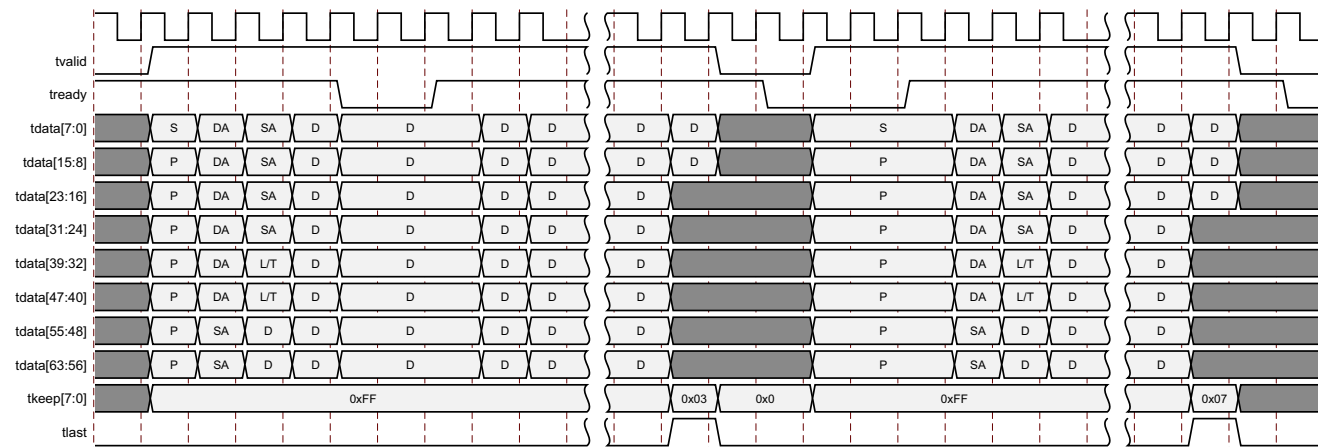 tvalid
tready
tdata[7:0] S DA SA D D D D D D S DA SA D D D
tdata[15:8] P DA SA D D D D D D P DA SA D D D
tdata[23:16] P DA SA D D D D D P DA SA D D D
tdata[31:24] P DA SA D D D D D P DA SA D D
tdata[39:32] P DA L/T D D D D D P DA L/T D D
tdata[47:40] P DA L/T D D D D D P DA L/T D D
tdata[55:48] P SA D D D D D D P SA D D D
tdata[63:56] P SA D D D D D D P SA D D D
tkeep[7:0] 0xFF 0x03 0x0 0xFF 0x07
tlast